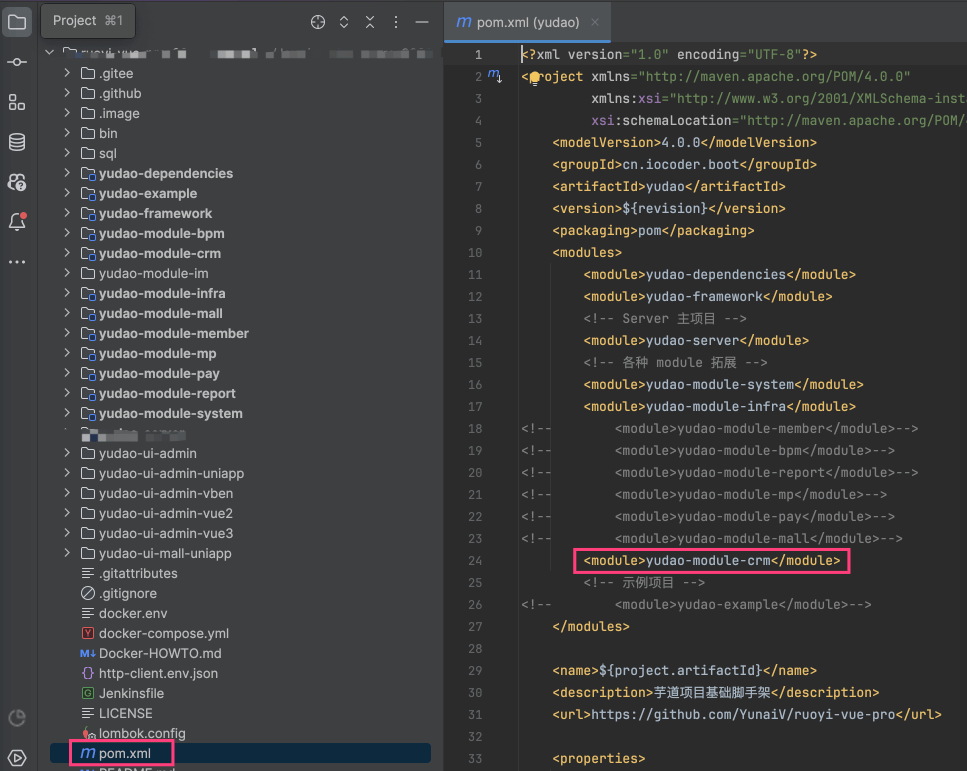 Project ⌘1
.gitee
.github
.image
bin
sql
yudao-dependencies
yudao-example
yudao-framework
yudao-module-bpm
yudao-module-crm
yudao-module-im
yudao-module-infra
yudao-module-mall
yudao-module-member
yudao-module-mp
yudao-module-pay
yudao-module-report
yudao-module-system
yudao-ui-admin
yudao-ui-admin-uniapp
yudao-ui-admin-vben
yudao-ui-admin-vue2
yudao-ui-admin-vue3
yudao-ui-mall-uniapp
.gitattributes
.gitignore
docker.env
docker-compose.yml
Docker-HOWTO.md
http-client.env.json
Jenkinsfile
LICENSE
lombok.config
pom.xml
README.md
pom.xml (yudao)
1 <?xml version="1.0" encoding="UTF-8"?>
2 <project xmlns="http://maven.apache.org/POM/4.0.0"
3 xmlns:xsi="http://www.w3.org/2001/XMLSchema-inst
4 xsi:schemaLocation="http://maven.apache.org/POM/
5 <modelVersion>4.0.0</modelVersion>
6 <groupId>cn.iocoder.boot</groupId>
7 <artifactId>yudao</artifactId>
8 <version>${revision}</version>
9 <packaging>pom</packaging>
10 <modules>
11 <module>yudao-dependencies</module>
12 <module>yudao-framework</module>
13 <!-- Server 主项目 -->
14 <module>yudao-server</module>
15 <!-- 各种 module 拓展 -->
16 <module>yudao-module-system</module>
17 <module>yudao-module-infra</module>
18 <!-- <module>yudao-module-member</module>-->
19 <!-- <module>yudao-module-bpm</module>-->
20 <!-- <module>yudao-module-report</module>-->
21 <!-- <module>yudao-module-mp</module>-->
22 <!-- <module>yudao-module-pay</module>-->
23 <!-- <module>yudao-module-mall</module>-->
24 <module>yudao-module-crm</module>
25 <!-- 示例项目 -->
26 <!-- <module>yudao-example</module>-->
27 </modules>
28
29 <name>${project.artifactId}</name>
30 <description>芋道项目基础脚手架</description>
31 <url>https://github.com/YunaiV/ruoyi-vue-pro</url>
32
33 <properties>